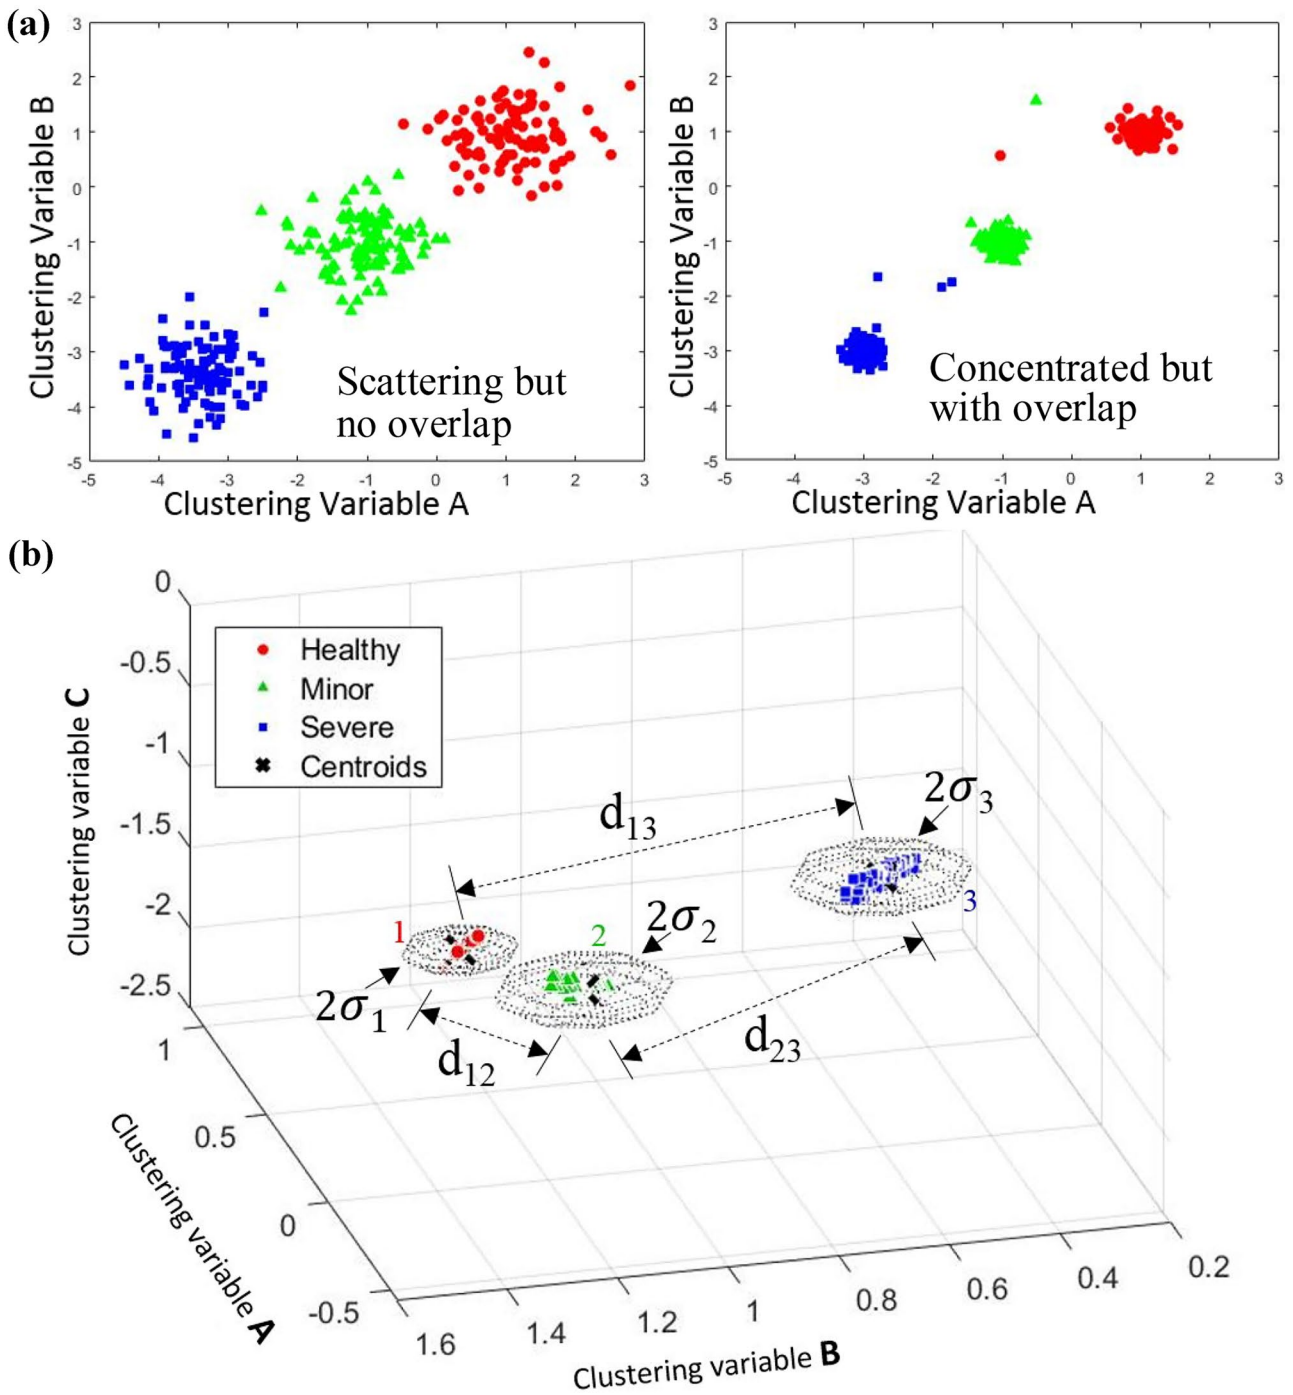 (a)
3
2
1
0
-1
-2
-3
-4
-5
Clustering Variable B
Scattering but
no overlap
-5 -4 -3 -2 -1 0 1 2 3
Clustering Variable A
3
2
1
0
-1
-2
-3
-4
-5
Clustering Variable B
Concentrated but
with overlap
-5 -4 -3 -2 -1 0 1 2 3
Clustering Variable A
(b)
0
-0.5
-1
-1.5
-2
-2.5
Clustering variable C
Healthy
Minor
Severe
Centroids
d13
2σ3
3
1
2
2σ2
2σ1
d12
d23
1
0.5
0
-0.5
Clustering variable A
1.6 1.4 1.2 1 0.8 0.6 0.4 0.2
Clustering variable B